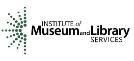 INSTITUTE of
Museum and Library
SERVICES